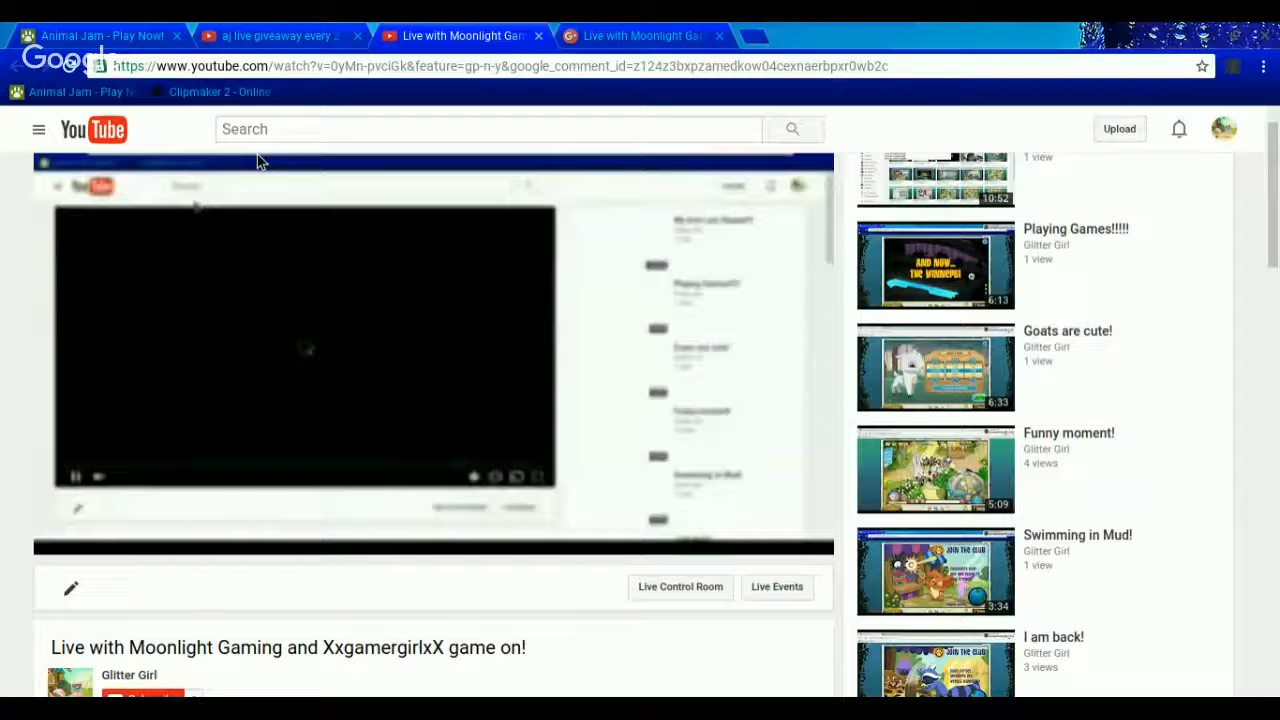 Animal Jam - Play Now!
aj live giveaway every 2
Live with Moonlight Gam
Live with Moonlight Ga
Google
https://www.youtube.com/watch?v=0yMn-pvciGk&feature=gp-n-y&google_comment_id=z124z3bxpzamedkow04cexnaerbpxr0wb2c
Animal Jam - Play N
Clipmaker 2 - Online
YouTube
Search
Upload
1 view
10:52
Playing Games!!!!!
Glitter Girl
1 view
AND NOW...
THE WINNERS!
6:13
Goats are cute!
Glitter Girl
1 view
6:33
Funny moment!
Glitter Girl
4 views
5:09
Swimming in Mud!
Glitter Girl
1 view
JOIN THE CLUB
3:34
I am back!
Glitter Girl
3 views
JOIN THE CLUB
Live Control Room
Live Events
Live with Moonlight Gaming and XxgamergirlxX game on!
Glitter Girl